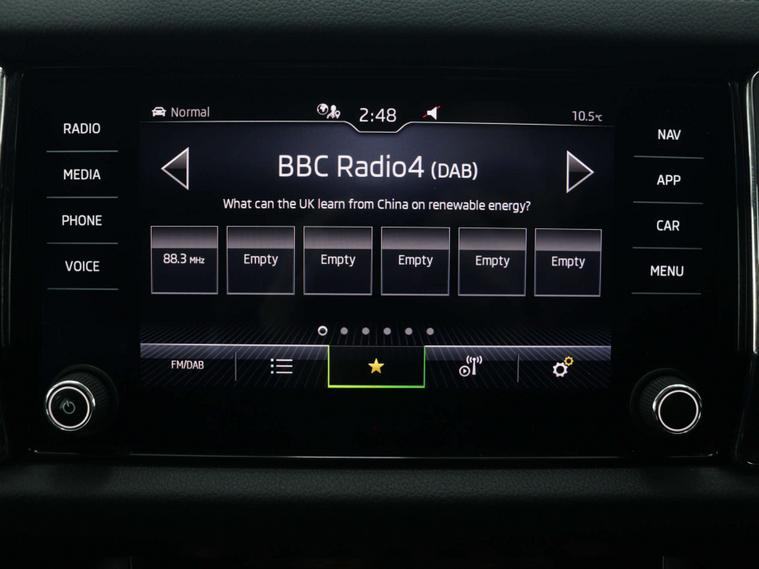 Normal
2:48
10.5°C
RADIO
MEDIA
PHONE
VOICE
BBC Radio4 (DAB)
What can the UK learn from China on renewable energy?
88.3 MHz
Empty
Empty
Empty
Empty
Empty
FM/DAB
NAV
APP
CAR
MENU